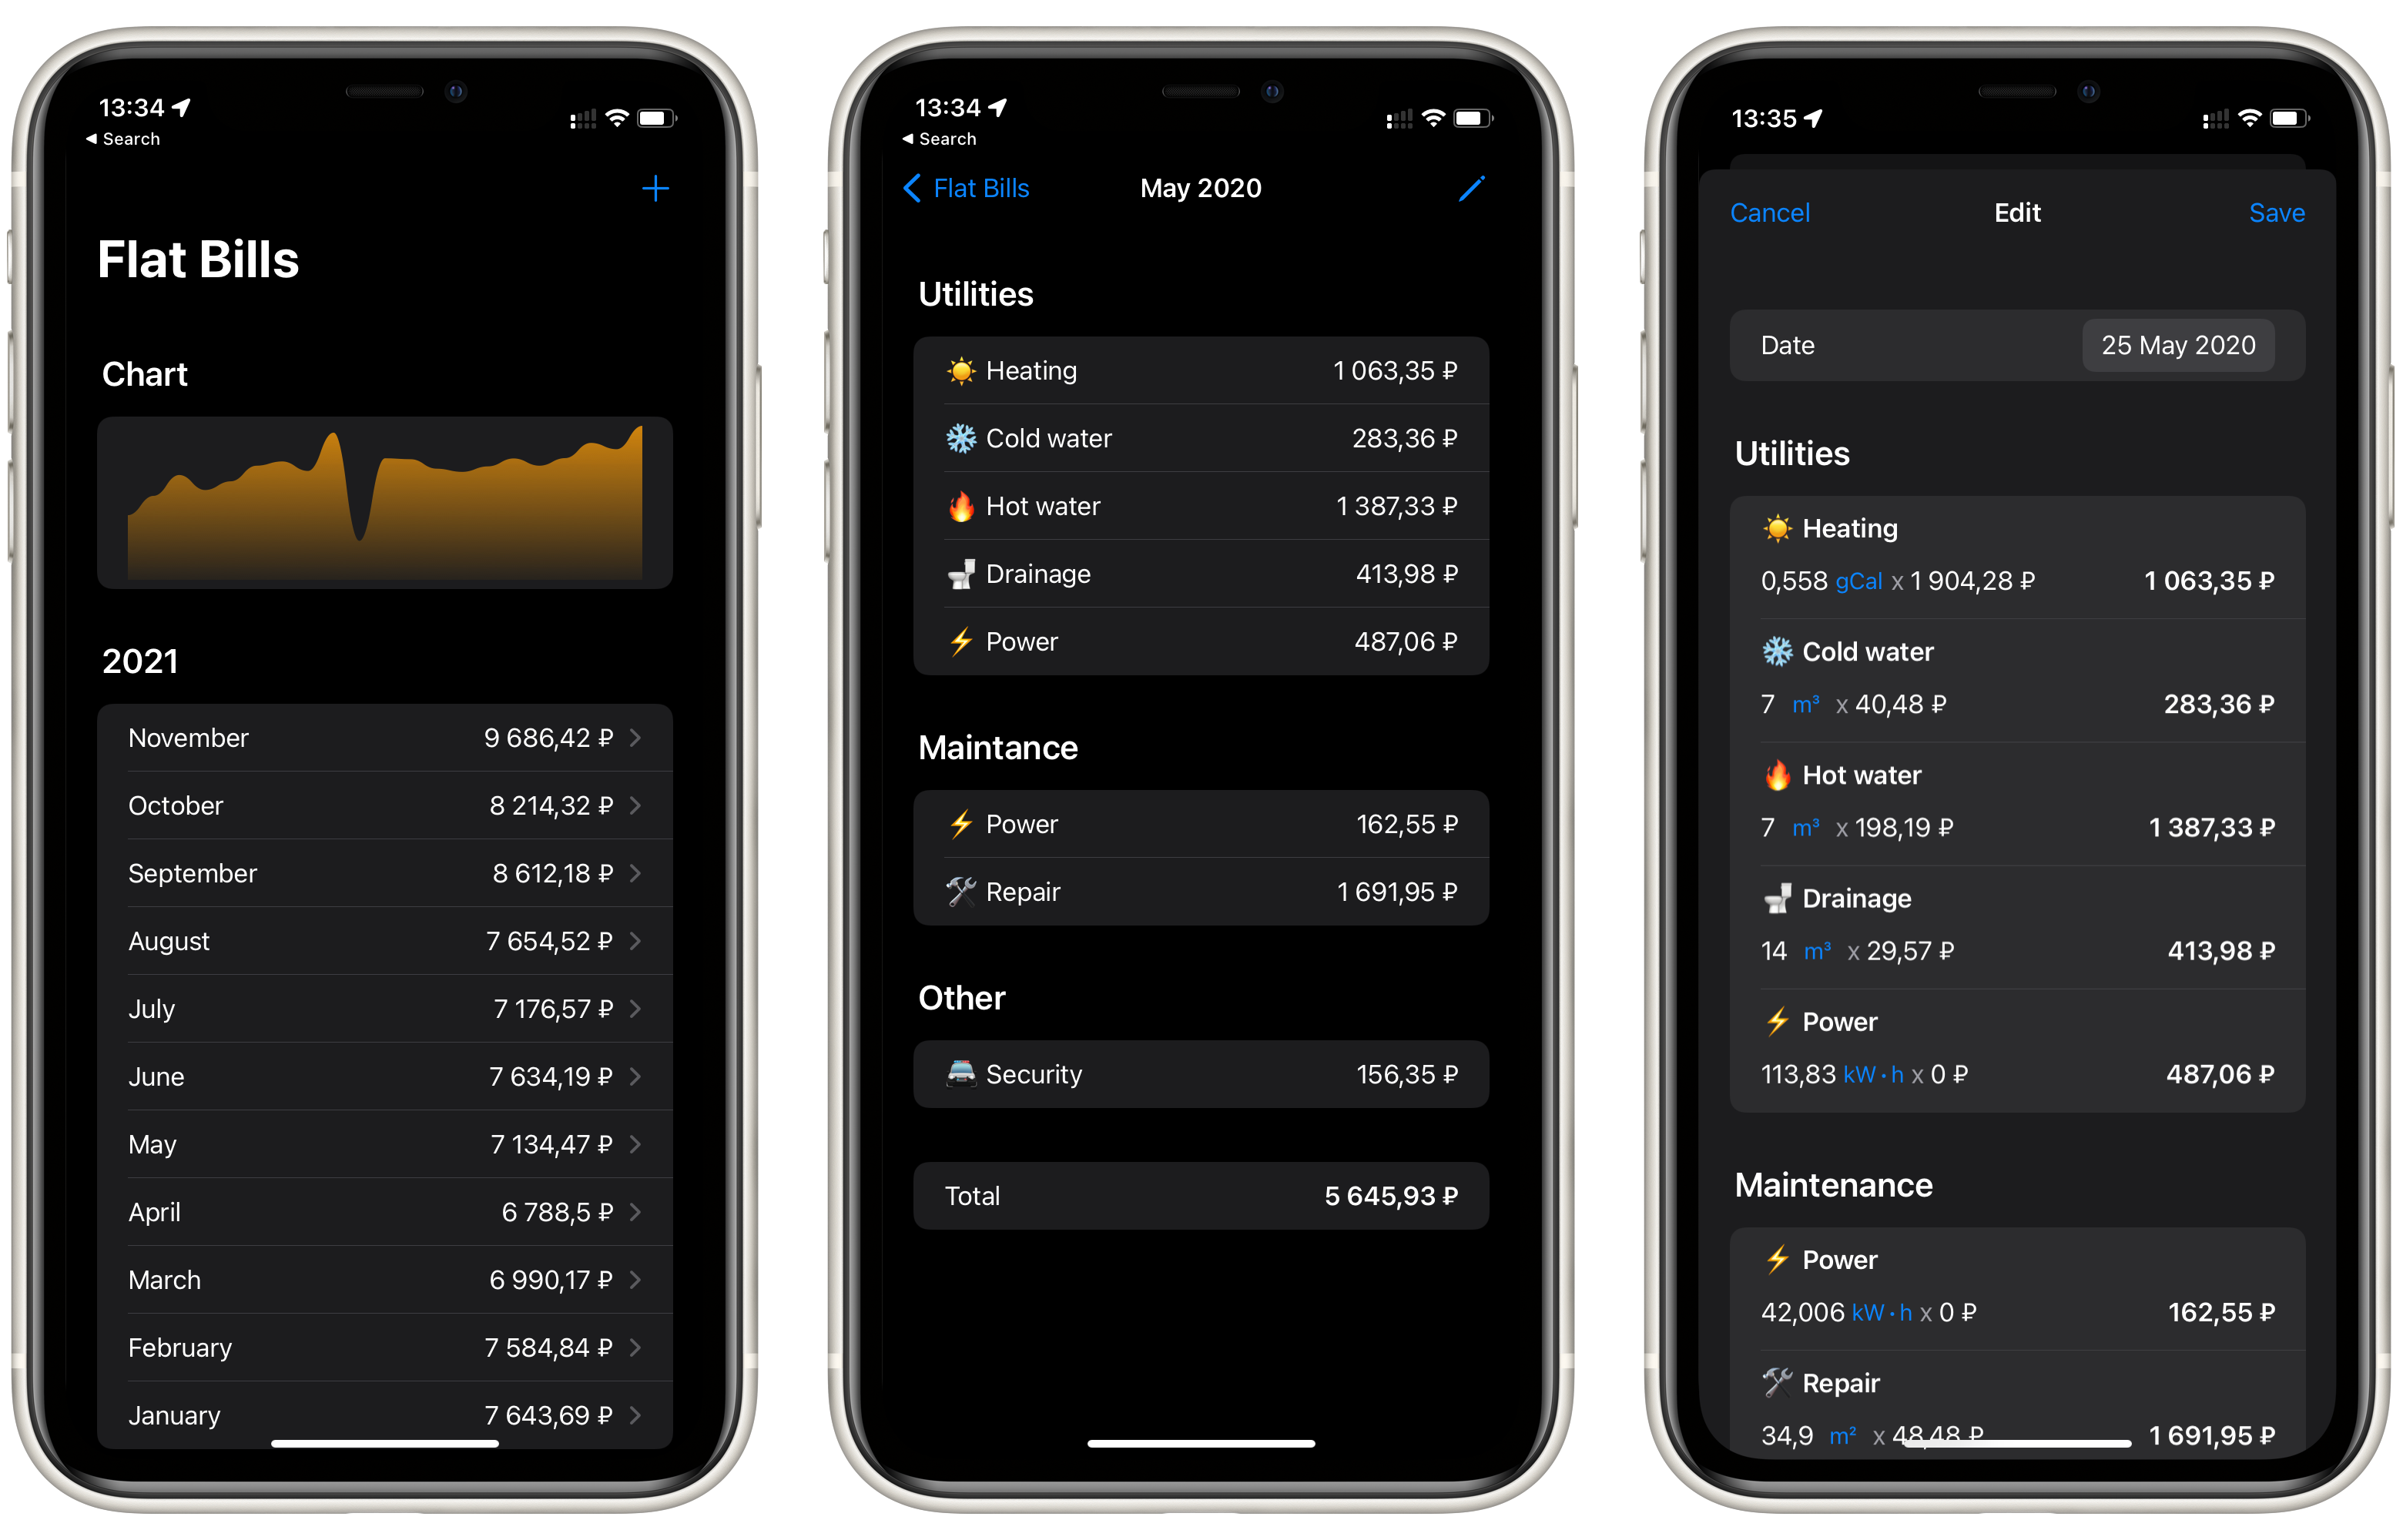 13:34
Search
Flat Bills
Chart
2021
November 9 686,42 ₽
October 8 214,32 ₽
September 8 612,18 ₽
August 7 654,52 ₽
July 7 176,57 ₽
June 7 634,19 ₽
May 7 134,47 ₽
April 6 788,5 ₽
March 6 990,17 ₽
February 7 584,84 ₽
January 7 643,69 ₽
13:34
Search
Flat Bills May 2020
Utilities
Heating 1 063,35 ₽
Cold water 283,36 ₽
Hot water 1 387,33 ₽
Drainage 413,98 ₽
Power 487,06 ₽
Maintance
Power 162,55 ₽
Repair 1 691,95 ₽
Other
Security 156,35 ₽
Total 5 645,93 ₽
13:35
Cancel Edit Save
Date 25 May 2020
Utilities
Heating
0,558 gCal x 1 904,28 ₽ 1 063,35 ₽
Cold water
7 m³ x 40,48 ₽ 283,36 ₽
Hot water
7 m³ x 198,19 ₽ 1 387,33 ₽
Drainage
14 m³ x 29,57 ₽ 413,98 ₽
Power
113,83 kW·h x 0 ₽ 487,06 ₽
Maintenance
Power
42,006 kW·h x 0 ₽ 162,55 ₽
Repair
34,9 m² x 48,48 ₽ 1 691,95 ₽